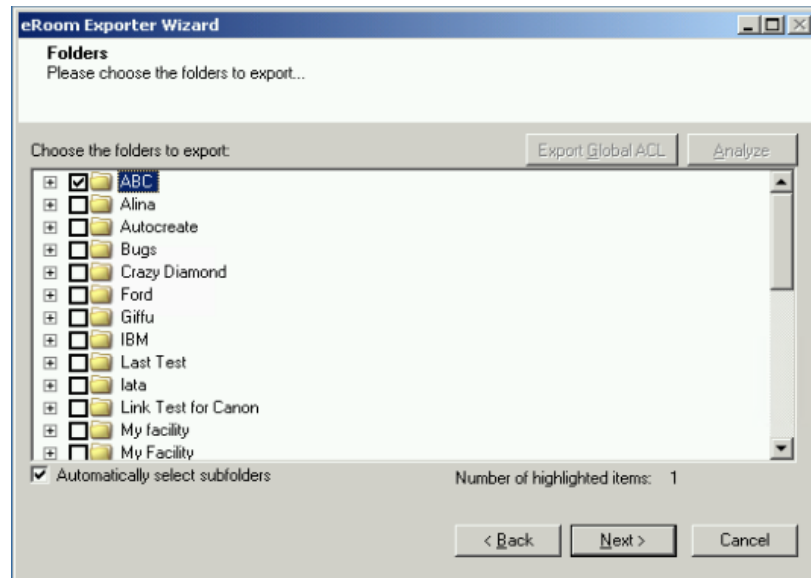 eRoom Exporter Wizard
Folders
Please choose the folders to export...
Choose the folders to export:
Export Global ACL
Analyze
ABC
Alina
Autocreate
Bugs
Crazy Diamond
Ford
Giffu
IBM
Last Test
lata
Link Test for Canon
My facility
My Facility
Automatically select subfolders
Number of highlighted items: 1
< Back
Next >
Cancel